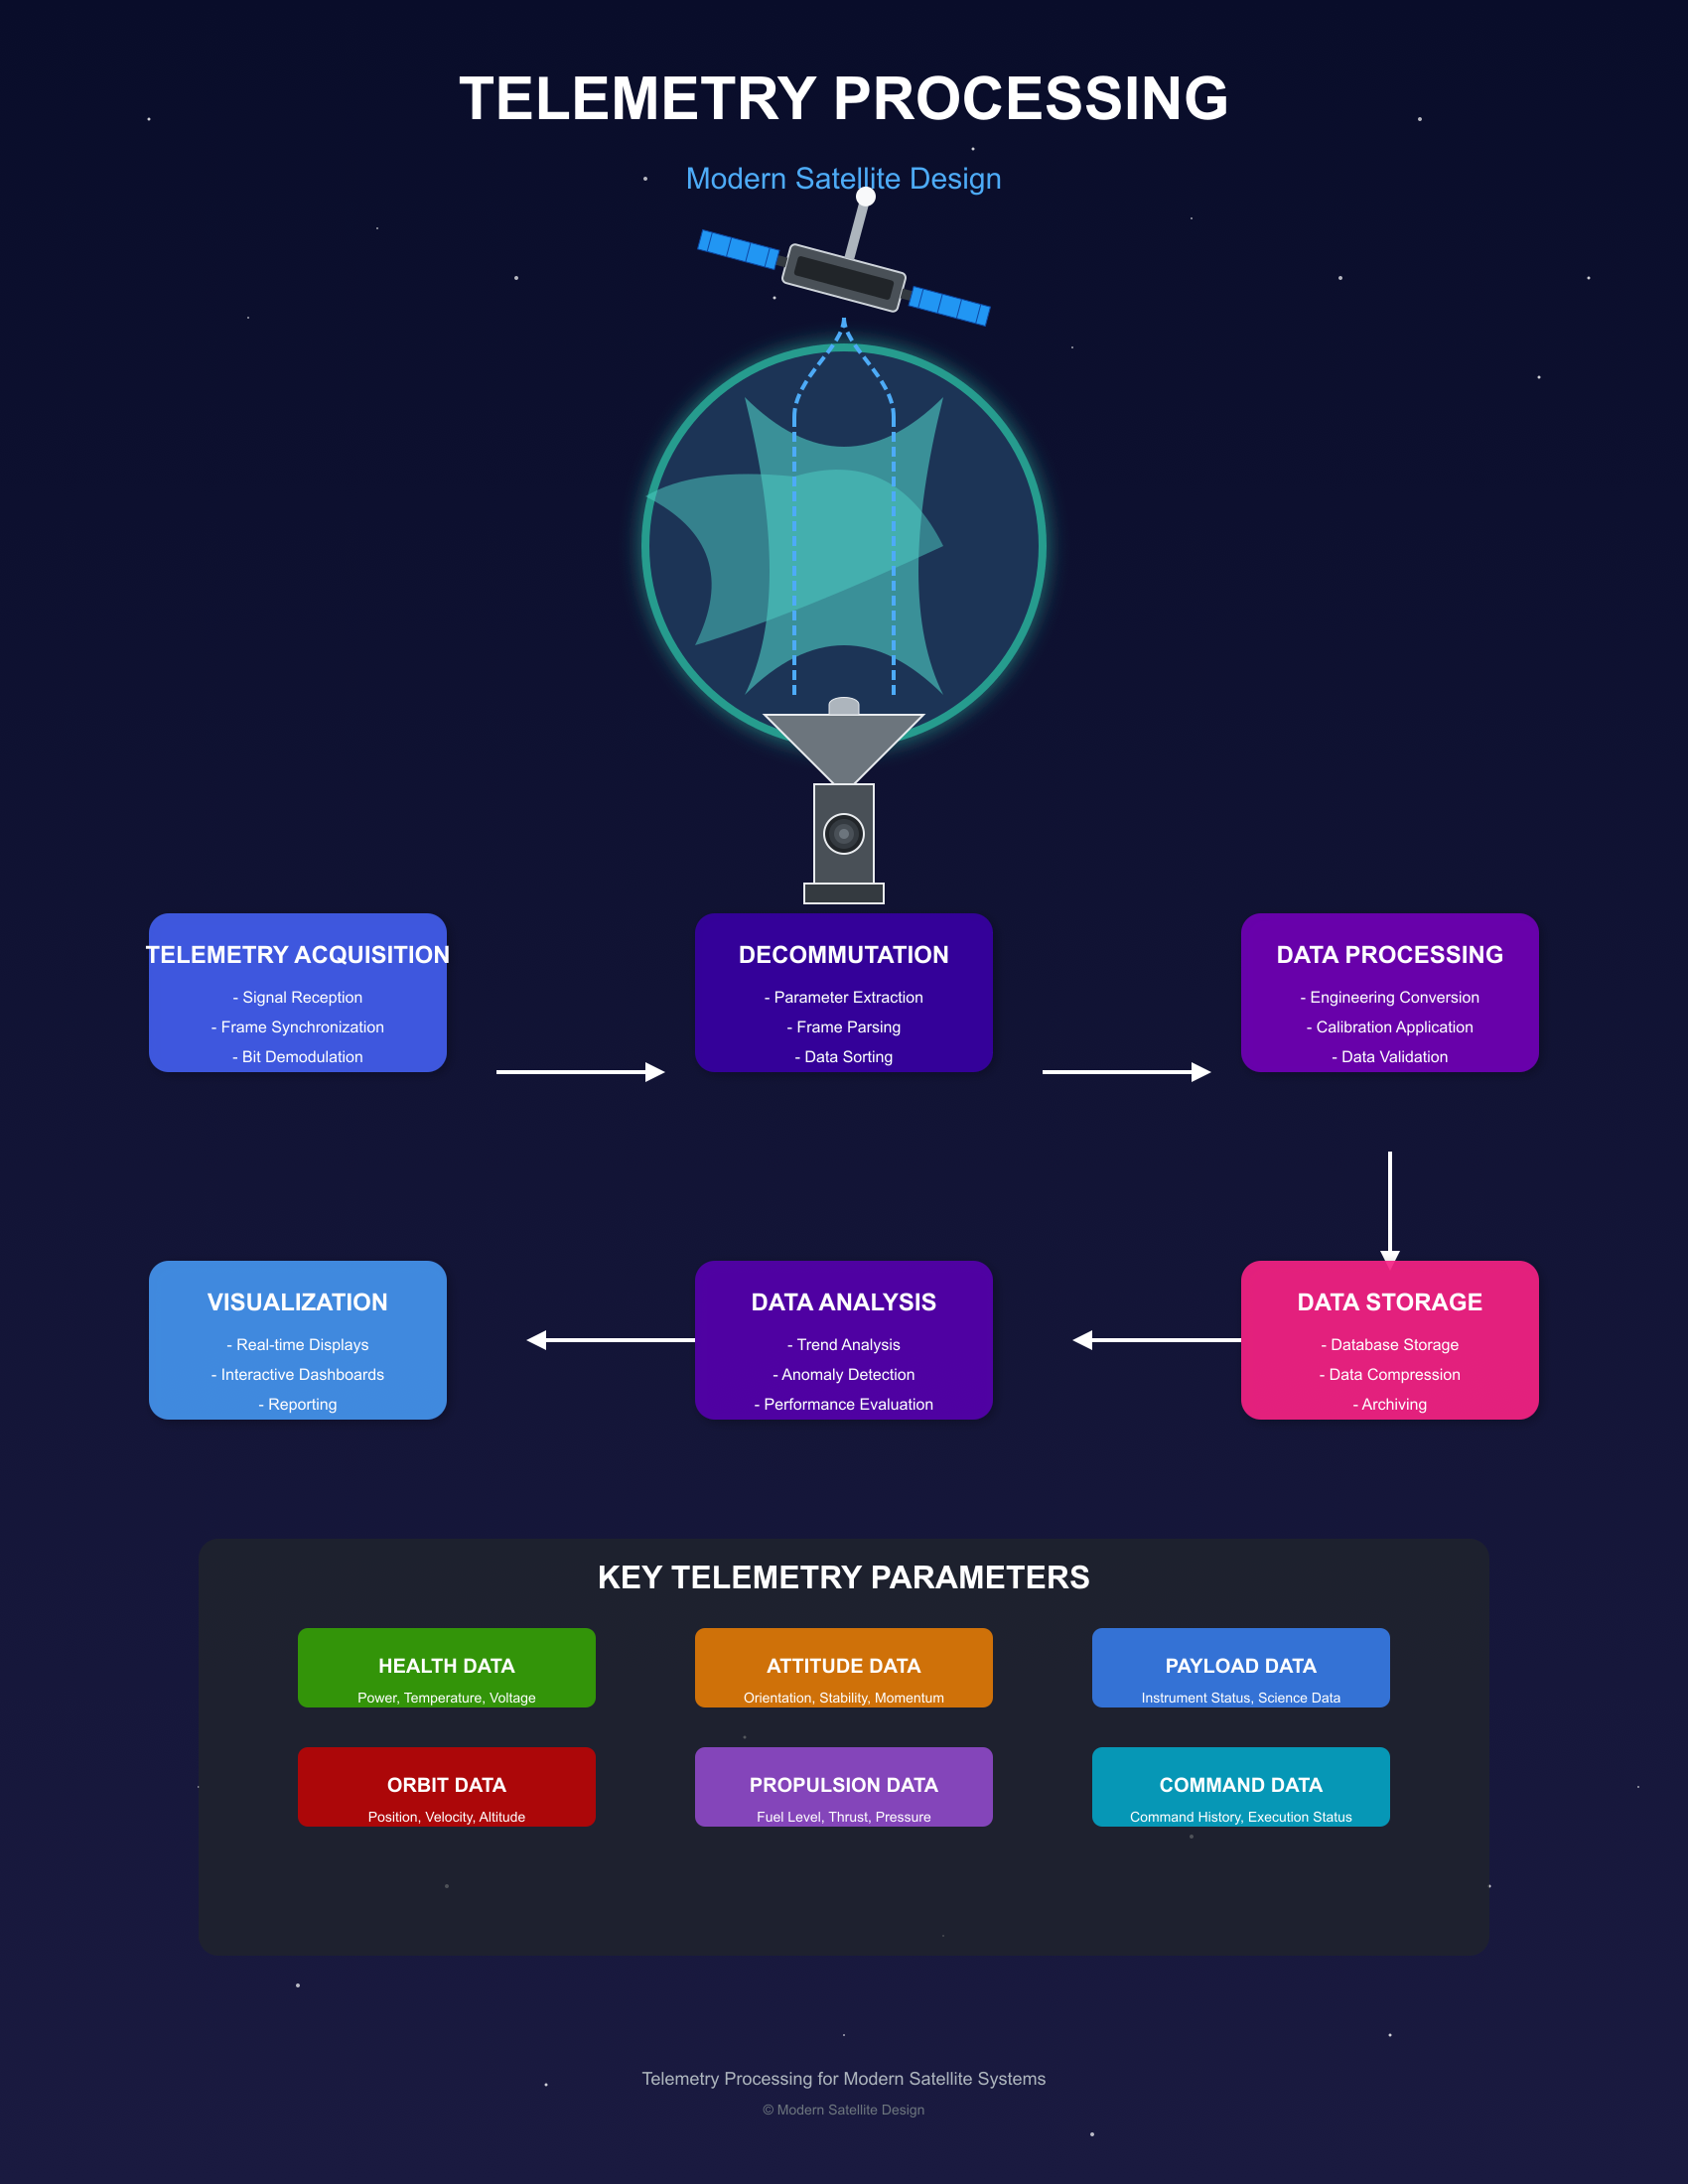 TELEMETRY PROCESSING
Modern Satellite Design
TELEMETRY ACQUISITION
- Signal Reception
- Frame Synchronization
- Bit Demodulation
DECOMMUTATION
- Parameter Extraction
- Frame Parsing
- Data Sorting
DATA PROCESSING
- Engineering Conversion
- Calibration Application
- Data Validation
VISUALIZATION
- Real-time Displays
- Interactive Dashboards
- Reporting
DATA ANALYSIS
- Trend Analysis
- Anomaly Detection
- Performance Evaluation
DATA STORAGE
- Database Storage
- Data Compression
- Archiving
KEY TELEMETRY PARAMETERS
HEALTH DATA
Power, Temperature, Voltage
ATTITUDE DATA
Orientation, Stability, Momentum
PAYLOAD DATA
Instrument Status, Science Data
ORBIT DATA
Position, Velocity, Altitude
PROPULSION DATA
Fuel Level, Thrust, Pressure
COMMAND DATA
Command History, Execution Status
Telemetry Processing for Modern Satellite Systems
© Modern Satellite Design